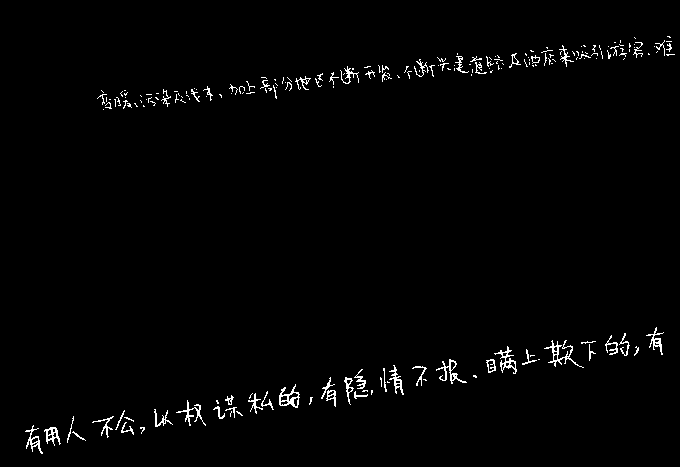 变暖、污染及伐木,加上部分地区不断开发、不断兴建道路及酒店来吸引游客,难
有用人不公,以权谋私的,有隐情不报、瞒上欺下的,有